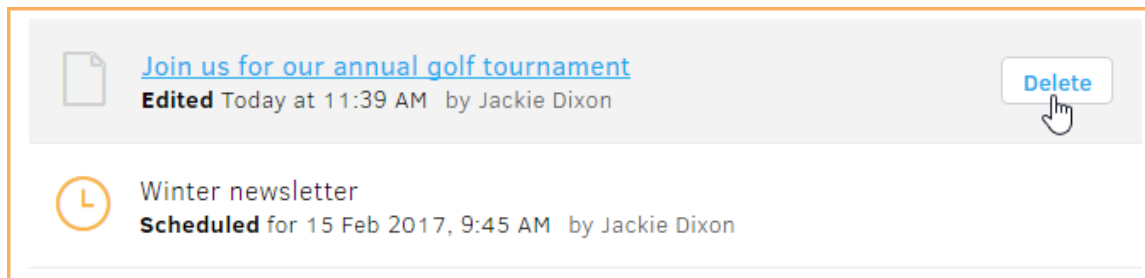 Join us for our annual golf tournament
Edited Today at 11:39 AM by Jackie Dixon
Delete
Winter newsletter
Scheduled for 15 Feb 2017, 9:45 AM by Jackie Dixon